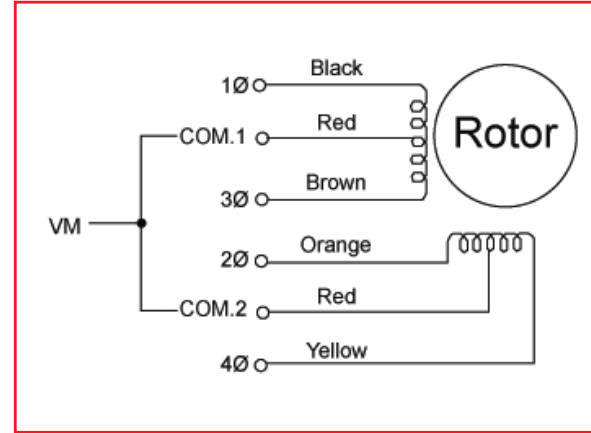 1Ø Black
COM.1 Red
3Ø Brown
Rotor
VM
2Ø Orange
COM.2 Red
4Ø Yellow